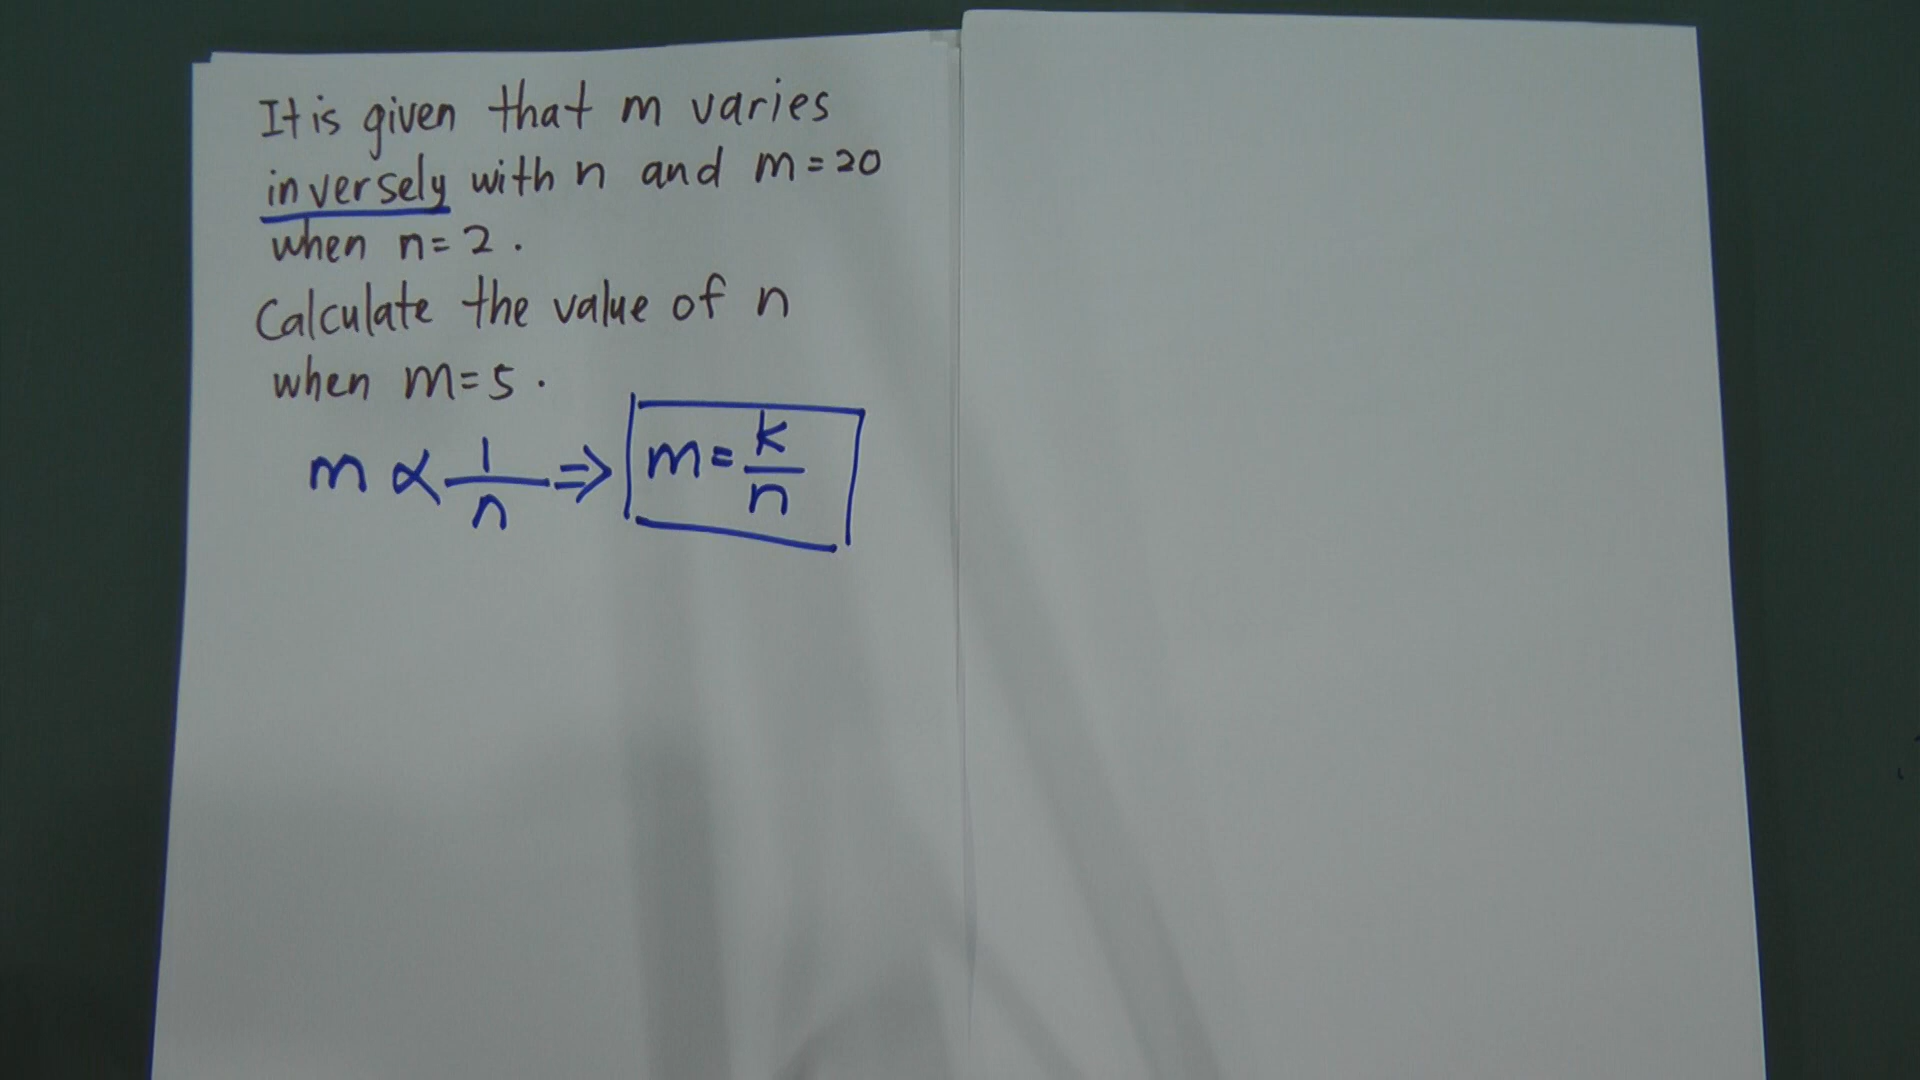 It is given that m varies
inversely with n and m = 20
when n = 2 .
Calculate the value of n
when m = 5 .
m ∝ 1/n ⇒ m = k/n